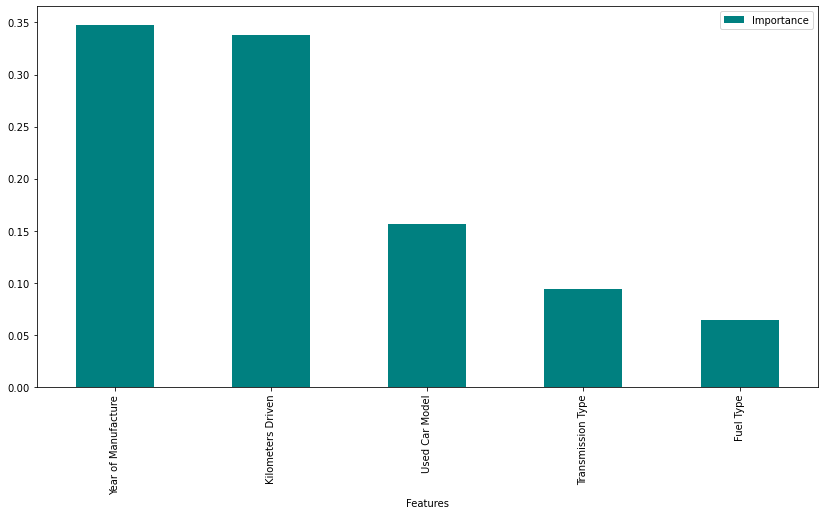 Importance
0.35
0.30
0.25
0.20
0.15
0.10
0.05
0.00
Year of Manufacture
Kilometers Driven
Used Car Model
Transmission Type
Fuel Type
Features